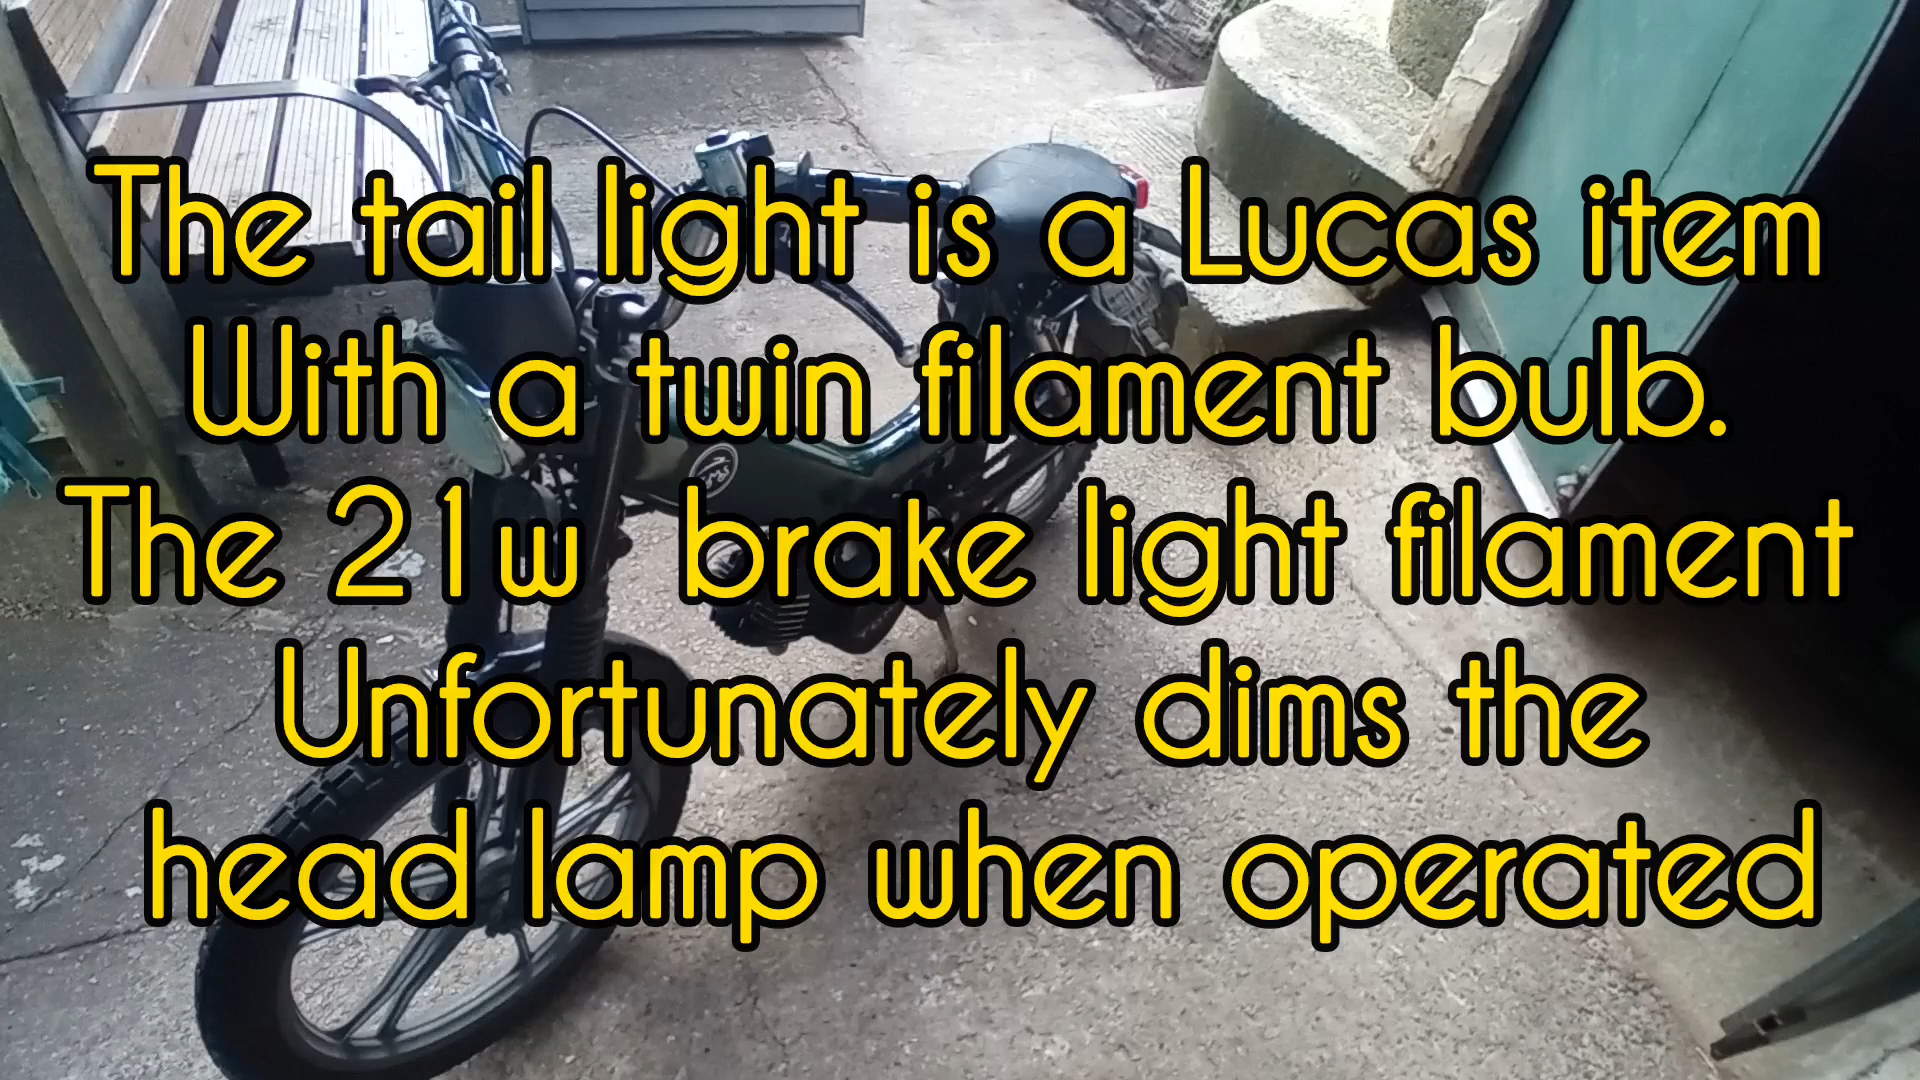 The tail light is a Lucas item
With a twin filament bulb.
The 21w brake light filament
Unfortunately dims the
head lamp when operated